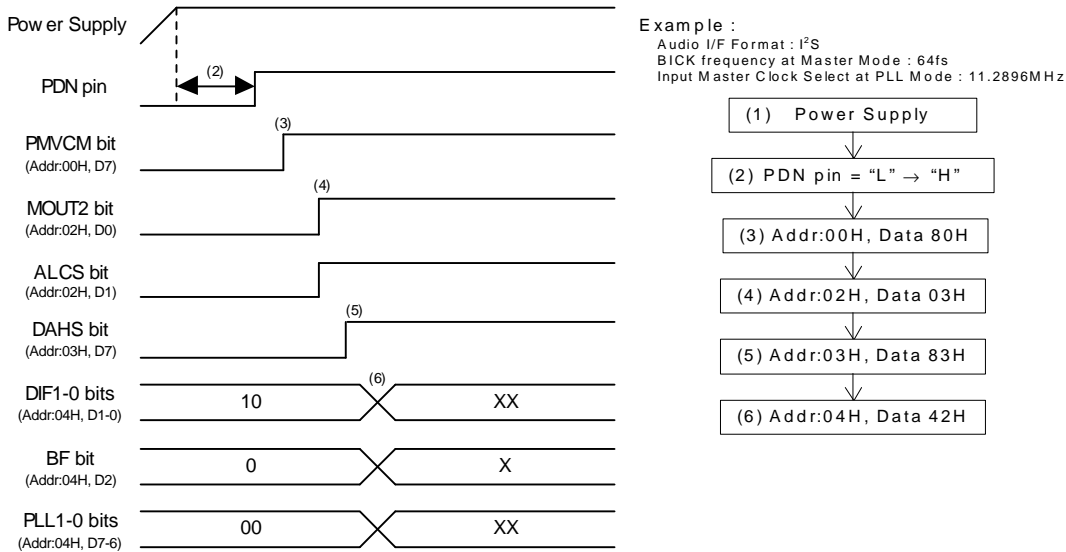 Power Supply
PDN pin
(2)
PMVCM bit
(Addr:00H, D7)
(3)
MOUT2 bit
(Addr:02H, D0)
(4)
ALCS bit
(Addr:02H, D1)
DAHS bit
(Addr:03H, D7)
(5)
DIF1-0 bits
(Addr:04H, D1-0)
10
(6)
XX
BF bit
(Addr:04H, D2)
0
X
PLL1-0 bits
(Addr:04H, D7-6)
00
XX
Example :
Audio I/F Format : I²S
BICK frequency at Master Mode : 64fs
Input Master Clock Select at PLL Mode : 11.2896MHz
(1) Power Supply
(2) PDN pin = “L” → “H”
(3) Addr:00H, Data 80H
(4) Addr:02H, Data 03H
(5) Addr:03H, Data 83H
(6) Addr:04H, Data 42H